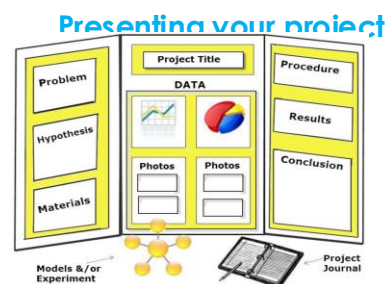 Presenting your project
Project Title
DATA
Problem
Hypothesis
Materials
Photos
Photos
Procedure
Results
Conclusion
Models &/or
Experiment
Project
Journal